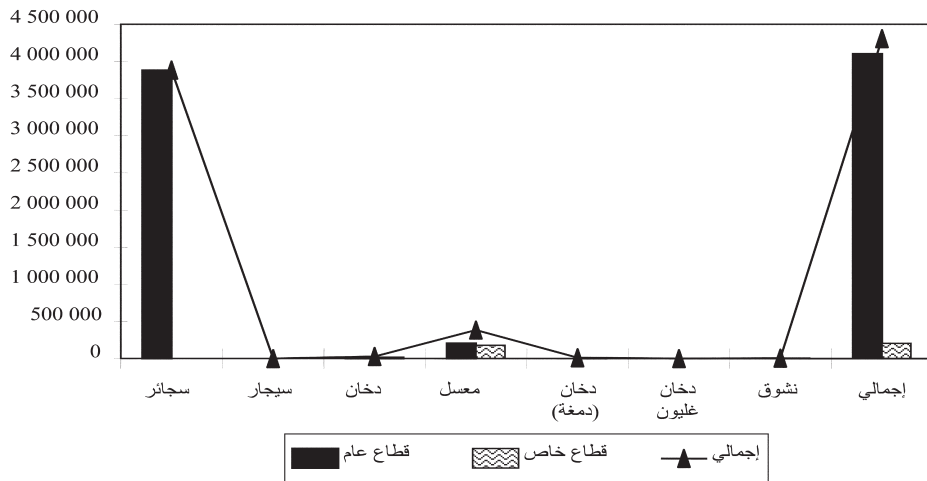 4 500 000
4 000 000
3 500 000
3 000 000
2 500 000
2 000 000
1 500 000
1 000 000
500 000
0
سجائر
سيجار
دخان
معسل
دخان
(دمغة)
دخان
غليون
نشوق
إجمالي
قطاع عام
قطاع خاص
إجمالي